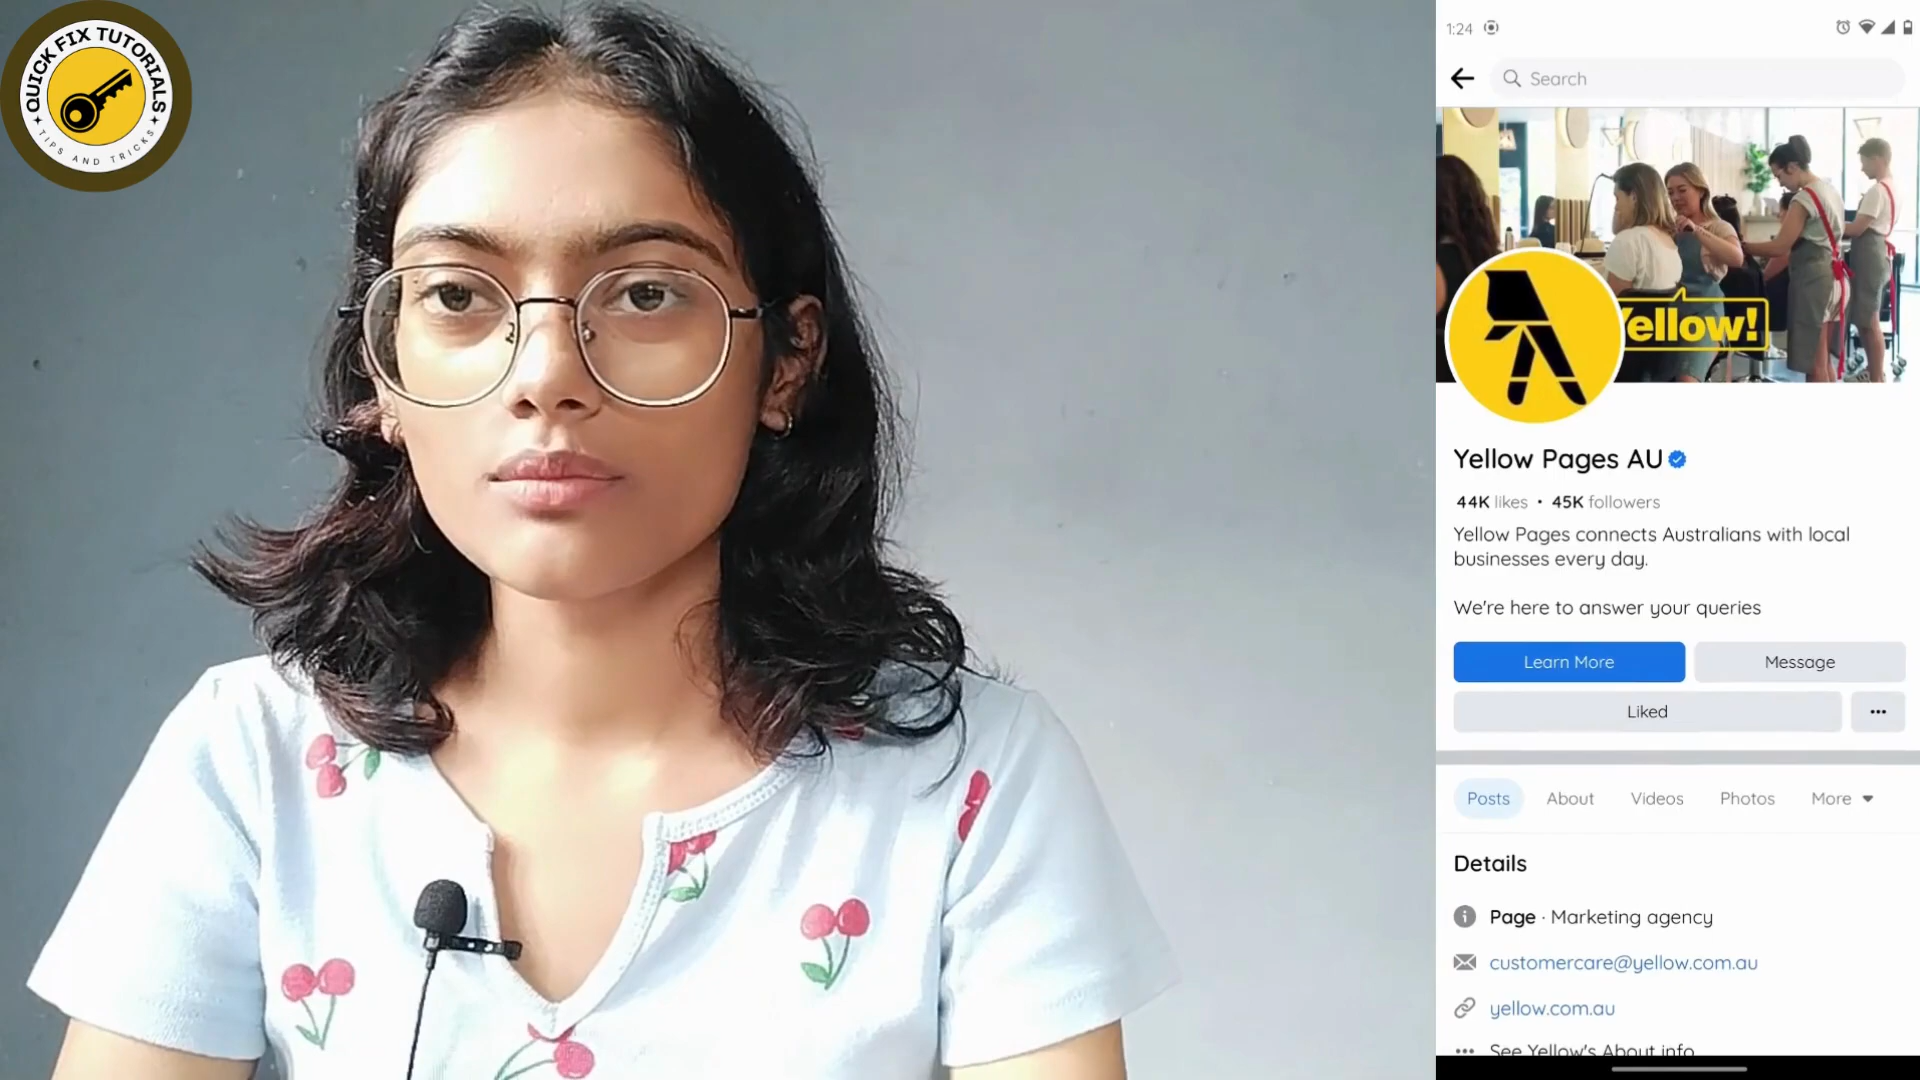 QUICK FIX TUTORIALS
TIPS AND TRICKS
1:24
Search
Yellow!
Yellow Pages AU
44K likes · 45K followers
Yellow Pages connects Australians with local
businesses every day.
We're here to answer your queries
Learn More
Message
Liked
Posts
About
Videos
Photos
More
Details
Page · Marketing agency
customercare@yellow.com.au
yellow.com.au
See Yellow's About info